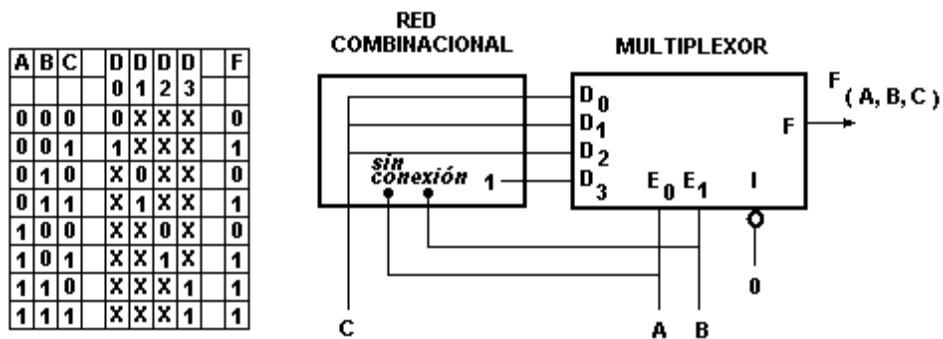 A B C D D D D F
0 1 2 3
0 0 0 0 X X X 0
0 0 1 1 X X X 1
0 1 0 X 0 X X 0
0 1 1 X 1 X X 1
1 0 0 X X 0 X 0
1 0 1 X X 1 X 1
1 1 0 X X X 1 1
1 1 1 X X X 1 1
RED
COMBINACIONAL
sin
conexión
1
C
MULTIPLEXOR
D0
D1
D2
D3
E0 E1 I
F
F (A, B, C)
0
A B